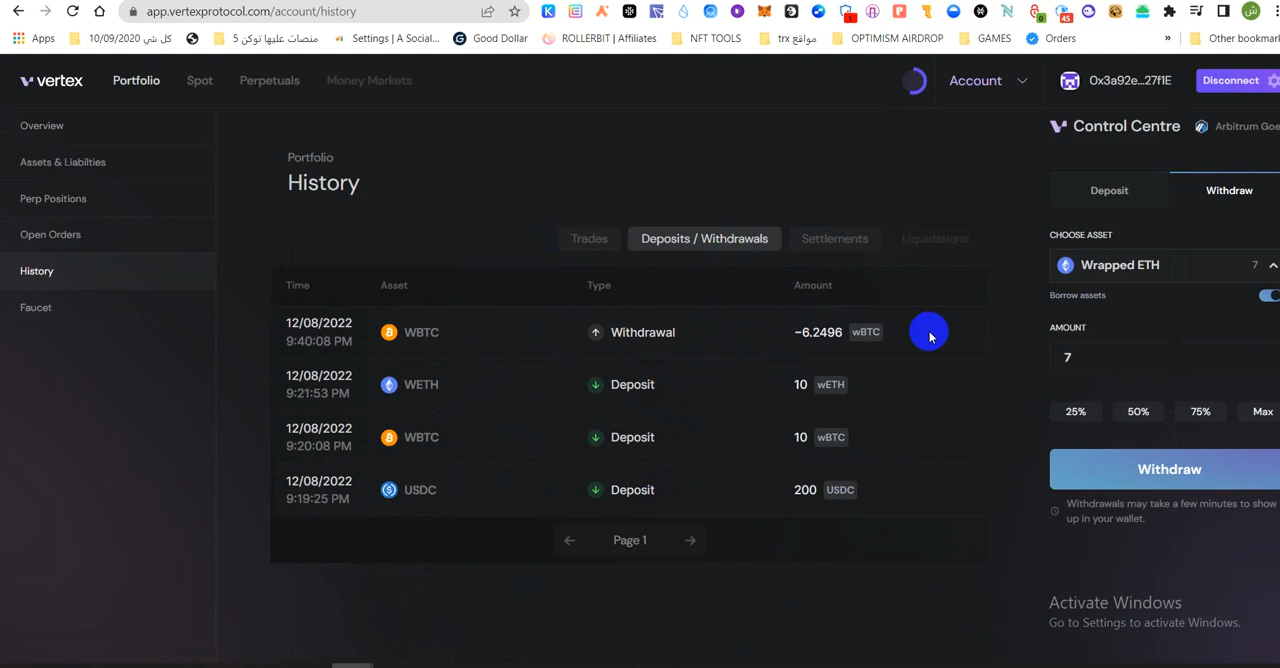 app.vertexprotocol.com/account/history
0
1
45
Apps
كل شي 10/09/2020
منصات عليها توكن 5
Settings | A Social...
Good Dollar
ROLLERBIT | Affiliates
NFT TOOLS
مواقع trx
OPTIMISM AIRDROP
GAMES
Orders
»
Other bookmar
vertex
Portfolio
Spot
Perpetuals
Money Markets
Account
0x3a92e...27f1E
Disconnect
Overview
Assets & Liabilties
Perp Positions
Open Orders
History
Faucet
Portfolio
History
Trades
Deposits / Withdrawals
Settlements
Liquidations
Time Asset Type Amount
12/08/2022
9:40:08 PM
WBTC
Withdrawal
−6.2496 wBTC
12/08/2022
9:21:53 PM
WETH
Deposit
10 wETH
12/08/2022
9:20:08 PM
WBTC
Deposit
10 wBTC
12/08/2022
9:19:25 PM
USDC
Deposit
200 USDC
Page 1
Control Centre
Arbitrum Goe
Deposit
Withdraw
CHOOSE ASSET
Wrapped ETH 7
Borrow assets
AMOUNT
7
25% 50% 75% Max
Withdraw
Withdrawals may take a few minutes to show
up in your wallet.
Activate Windows
Go to Settings to activate Windows.